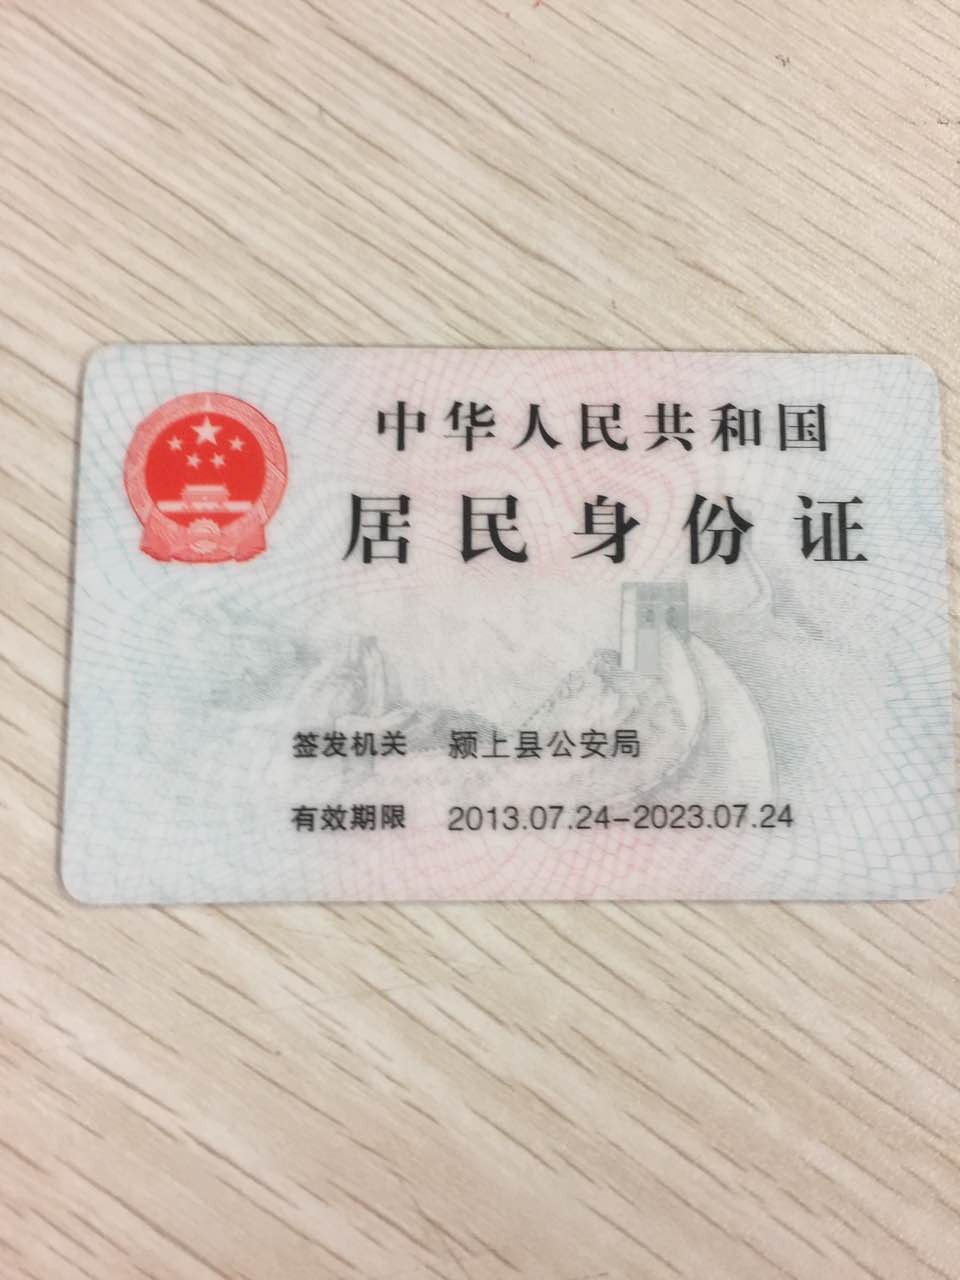 中华人民共和国
居民身份证
签发机关 颍上县公安局
有效期限 2013.07.24-2023.07.24